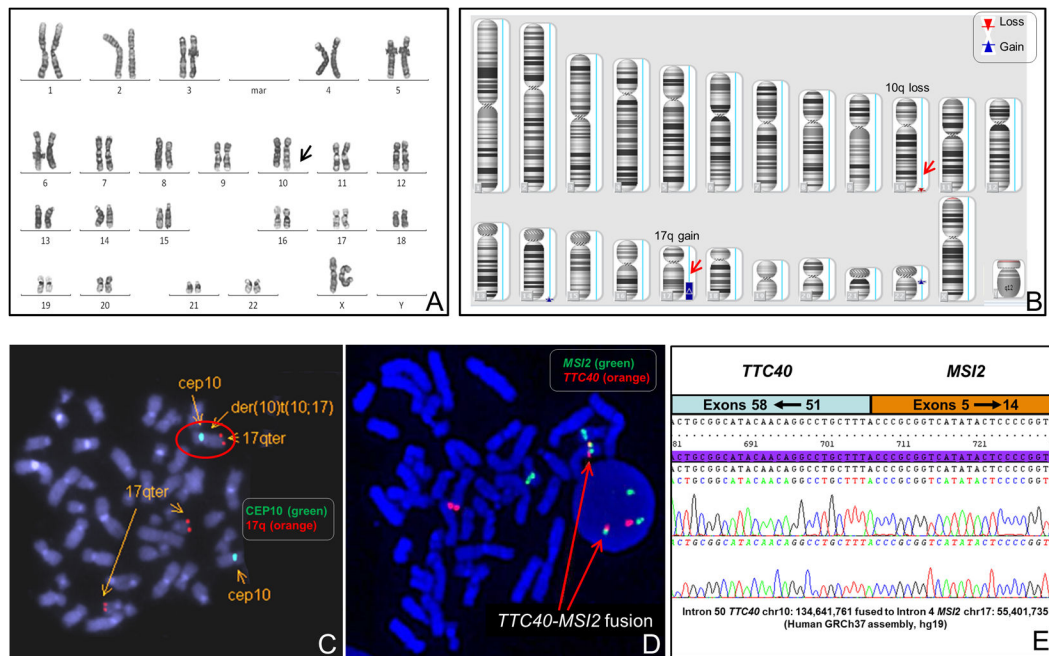 1 2 3 mar 4 5
6 7 8 9 10 11 12
13 14 15 16 17 18
19 20 21 22 X Y
A
Loss
Gain
10q loss
17q gain
q12
B
cep10
der(10)t(10;17)
17qter
17qter
CEP10 (green)
17q (orange)
cep10
C
MSI2 (green)
TTC40 (orange)
TTC40-MSI2 fusion
D
TTC40 MSI2
Exons 58 51 Exons 5 14
ACTGCGGCATACAACAGGCCTGCTTTACCCGCGGTCATATACTCCCCGGT
81 691 701 711 721
ACTGCGGCATACAACAGGCCTGCTTTACCCGCGGTCATATACTCCCCGGT
ACTGCGGCATACAACAGGCCTGCTTTACCCGCGGTCATATACTCCCCGGT
ACTGCGGCATACAACAGGCCTGCTTTACCCGCGGTCATATACTCCCCGGT
ACTGCGGCATACAACAGGCCTGCTTTACCCGCGGTCATATACTCCCCGGT
Intron 50 TTC40 chr10: 134,641,761 fused to Intron 4 MSI2 chr17: 55,401,735
(Human GRCh37 assembly, hg19)
E